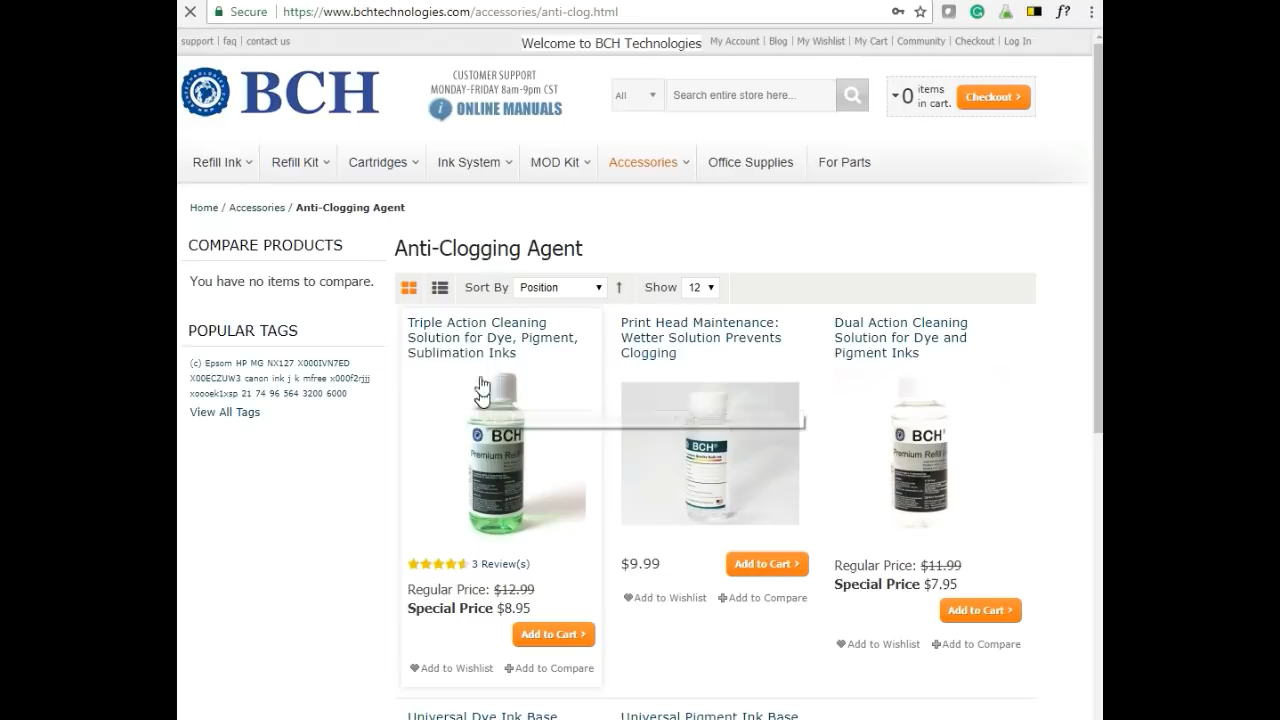 Secure https://www.bchtechnologies.com/accessories/anti-clog.html
f?
support | faq | contact us
Welcome to BCH Technologies
My Account | Blog | My Wishlist | My Cart | Community | Checkout | Log In
BCH
CUSTOMER SUPPORT
MONDAY-FRIDAY 8am-9pm CST
i ONLINE MANUALS
All
Search entire store here...
0 items
in cart.
Checkout >
Refill Ink
Refill Kit
Cartridges
Ink System
MOD Kit
Accessories
Office Supplies
For Parts
Home / Accessories / Anti-Clogging Agent
COMPARE PRODUCTS
You have no items to compare.
POPULAR TAGS
(c) Epsom HP MG NX127 X000IVN7ED
X00ECZUW3 canon ink j k mfree x000f2rjjj
xoooek1xsp 21 74 96 564 3200 6000
View All Tags
Anti-Clogging Agent
Sort By Position
Show 12
Triple Action Cleaning
Solution for Dye, Pigment,
Sublimation Inks
BCH
Premium Refil
3 Review(s)
Regular Price: $12.99
Special Price $8.95
Add to Cart >
Add to Wishlist
Add to Compare
Print Head Maintenance:
Wetter Solution Prevents
Clogging
BCH
$9.99
Add to Cart >
Add to Wishlist
Add to Compare
Dual Action Cleaning
Solution for Dye and
Pigment Inks
BCH
Premium Refill
Regular Price: $11.99
Special Price $7.95
Add to Cart >
Add to Wishlist
Add to Compare
Universal Dye Ink Base
Universal Pigment Ink Base